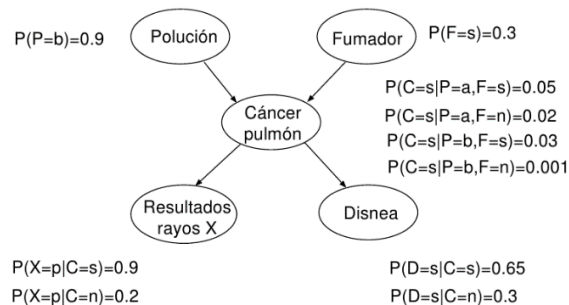 P(P=b)=0.9
Polución
Fumador
P(F=s)=0.3
P(C=s|P=a,F=s)=0.05
P(C=s|P=a,F=n)=0.02
P(C=s|P=b,F=s)=0.03
P(C=s|P=b,F=n)=0.001
Cáncer
pulmón
Resultados
rayos X
Disnea
P(X=p|C=s)=0.9
P(X=p|C=n)=0.2
P(D=s|C=s)=0.65
P(D=s|C=n)=0.3